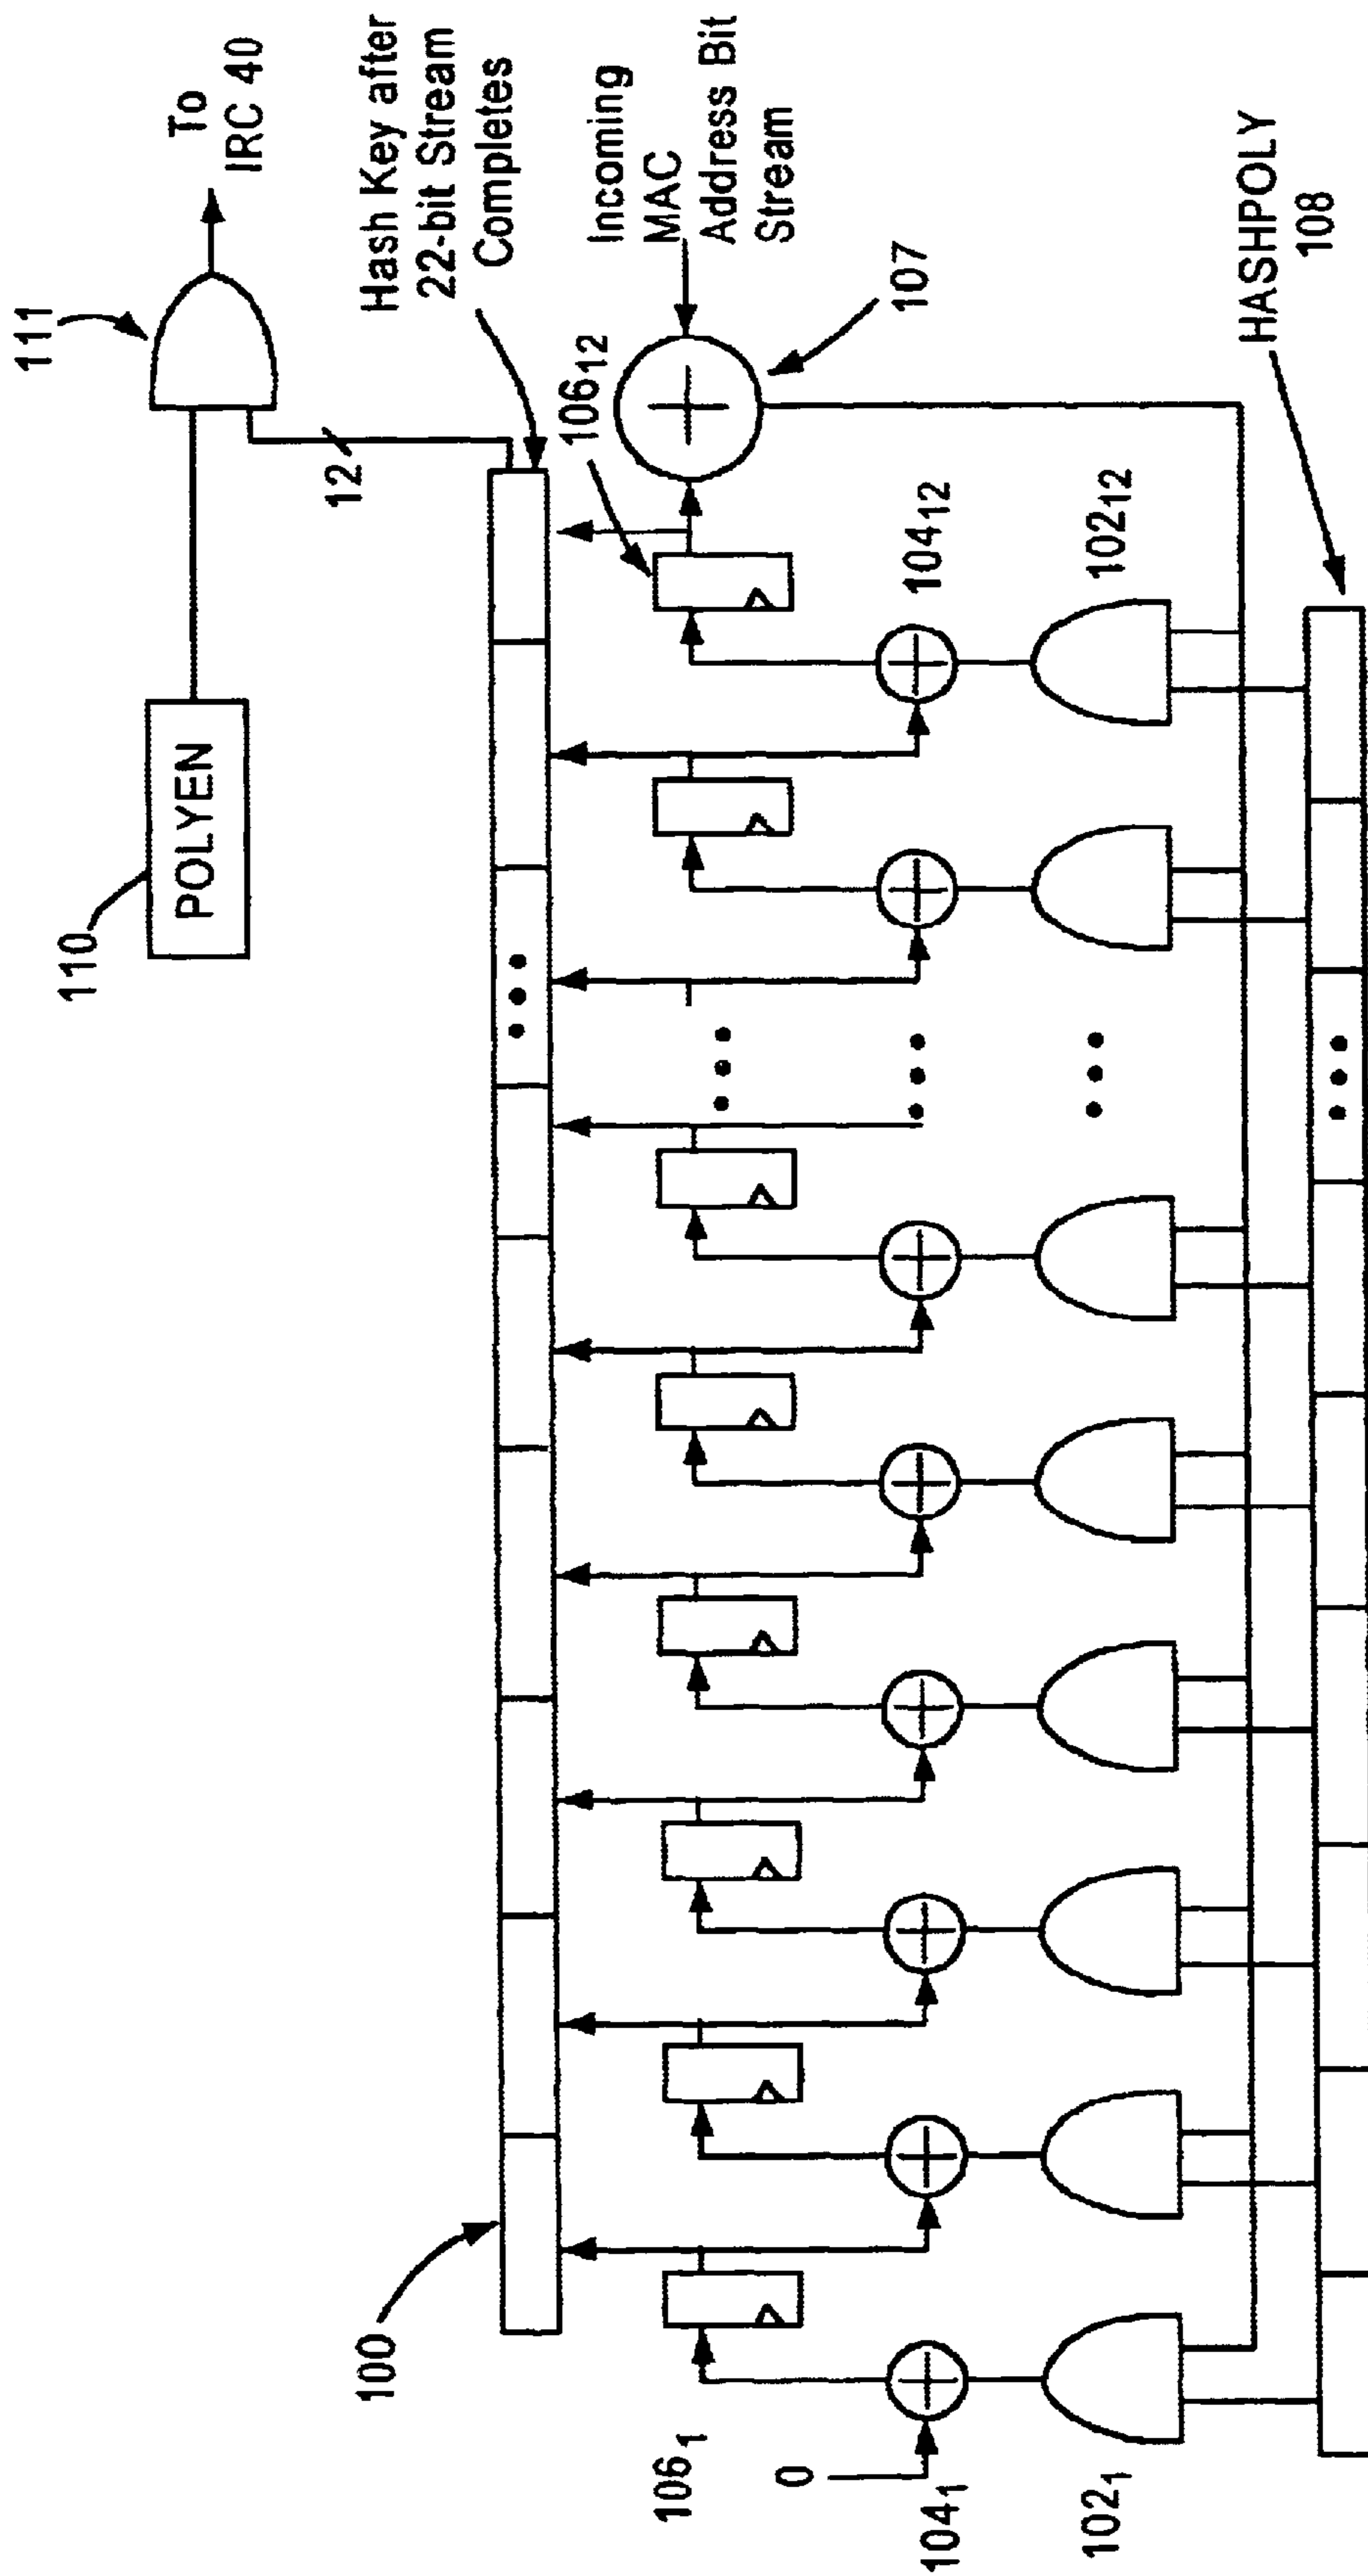 111
To
IRC 40
110
POLYEN
12
Hash Key after
22-bit Stream
Completes
100
106₁₂
Incoming
MAC
Address Bit
Stream
107
106₁
0
104₁
104₁₂
102₁
102₁₂
HASHPOLY
108